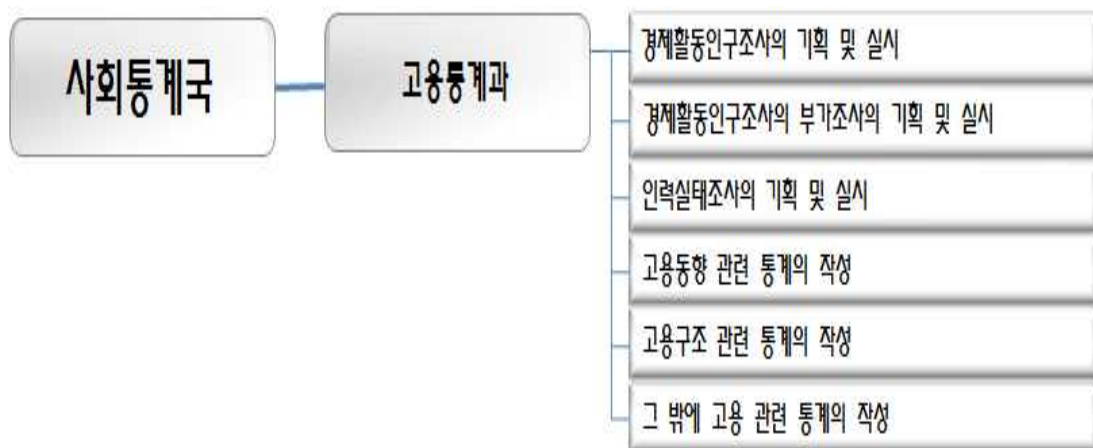 사회통계국
고용통계과
경제활동인구조사의 기획 및 실시
경제활동인구조사의 부가조사의 기획 및 실시
인력실태조사의 기획 및 실시
고용동향 관련 통계의 작성
고용구조 관련 통계의 작성
그 밖에 고용 관련 통계의 작성